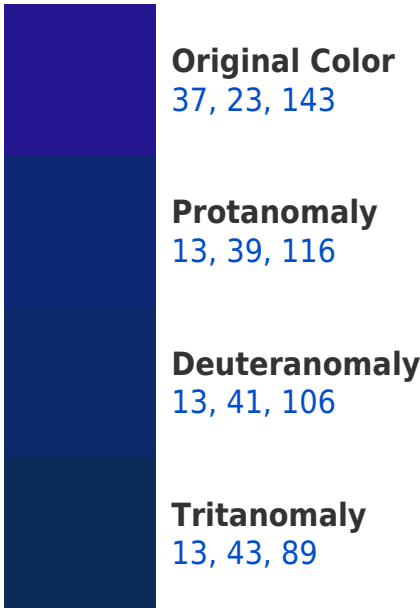 Original Color
37, 23, 143
Protanomaly
13, 39, 116
Deuteranomaly
13, 41, 106
Tritanomaly
13, 43, 89